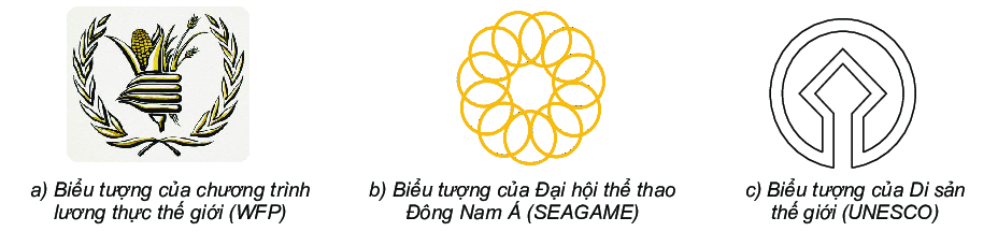 a) Biểu tượng của chương trình
lương thực thế giới (WFP)
b) Biểu tượng của Đại hội thể thao
Đông Nam Á (SEAGAME)
c) Biểu tượng của Di sản
thế giới (UNESCO)